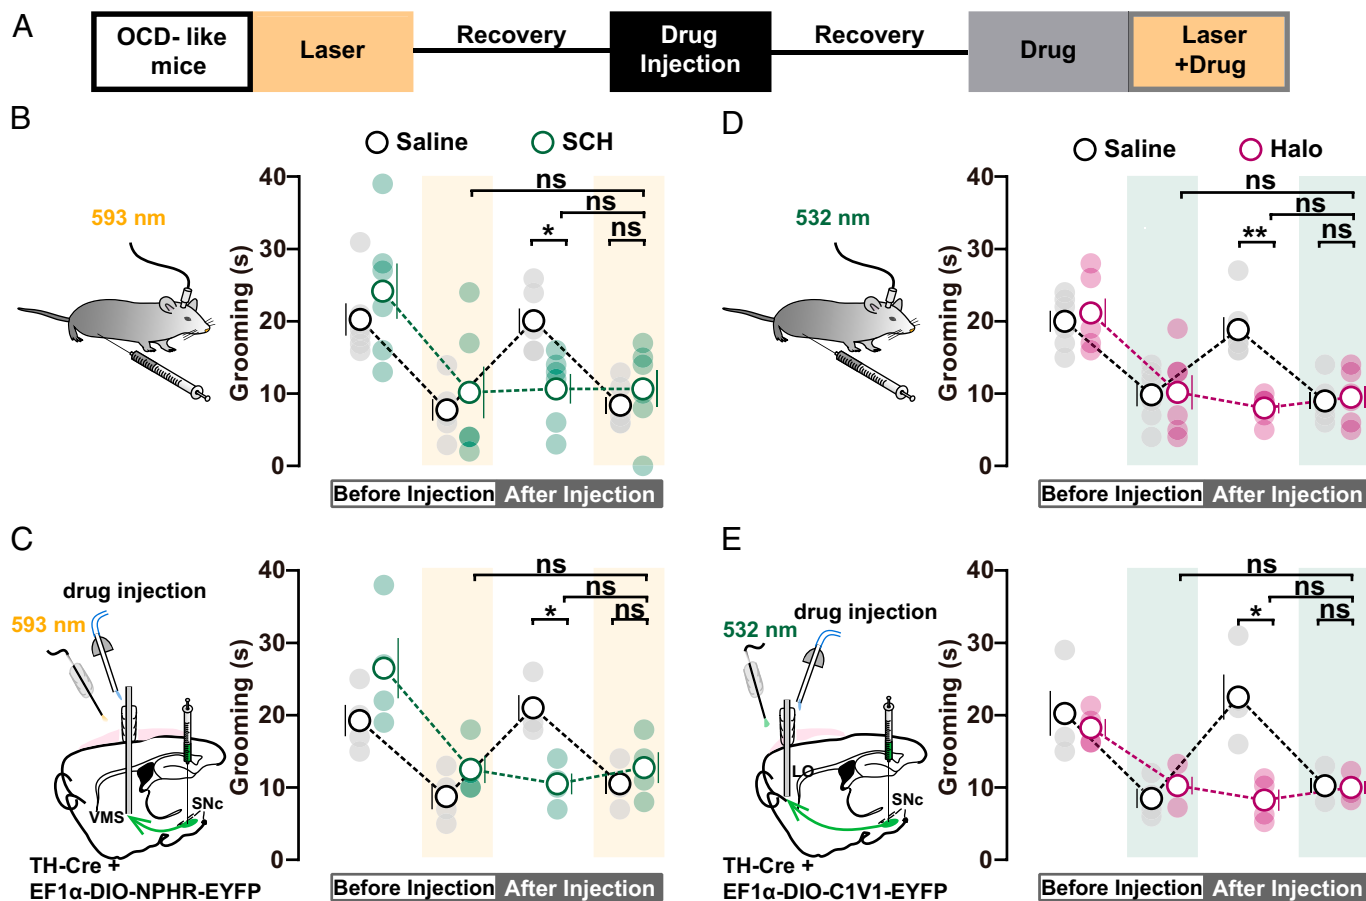 A
OCD- like
mice
Laser
Recovery
Drug
Injection
Recovery
Drug
Laser
+Drug
B
Saline
SCH
593 nm
Grooming (s)
40
30
20
10
0
ns
ns
*
ns
Before Injection
After Injection
D
Saline
Halo
532 nm
Grooming (s)
40
30
20
10
0
ns
ns
**
ns
Before Injection
After Injection
C
drug injection
593 nm
VMS
SNc
TH-Cre +
EF1α-DIO-NPHR-EYFP
Grooming (s)
40
30
20
10
0
ns
ns
*
ns
Before Injection
After Injection
E
drug injection
532 nm
LO
SNc
TH-Cre +
EF1α-DIO-C1V1-EYFP
Grooming (s)
40
30
20
10
0
ns
ns
*
ns
Before Injection
After Injection